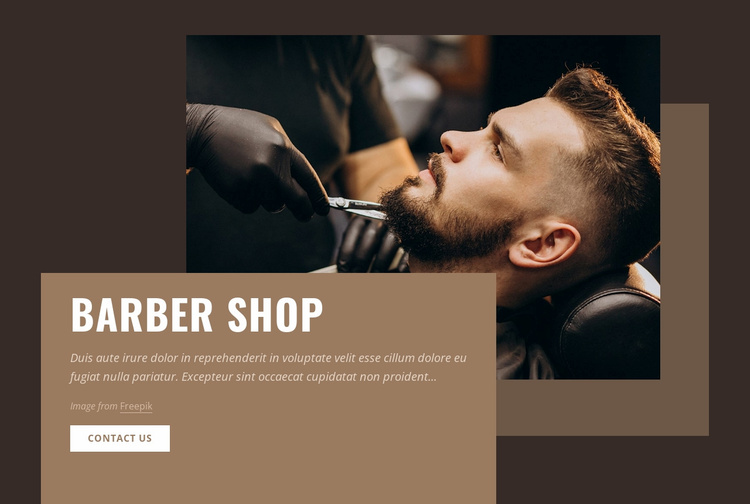 BARBER SHOP
Duis aute irure dolor in reprehenderit in voluptate velit esse cillum dolore eu
fugiat nulla pariatur. Excepteur sint occaecat cupidatat non proident...
Image from Freepik
CONTACT US